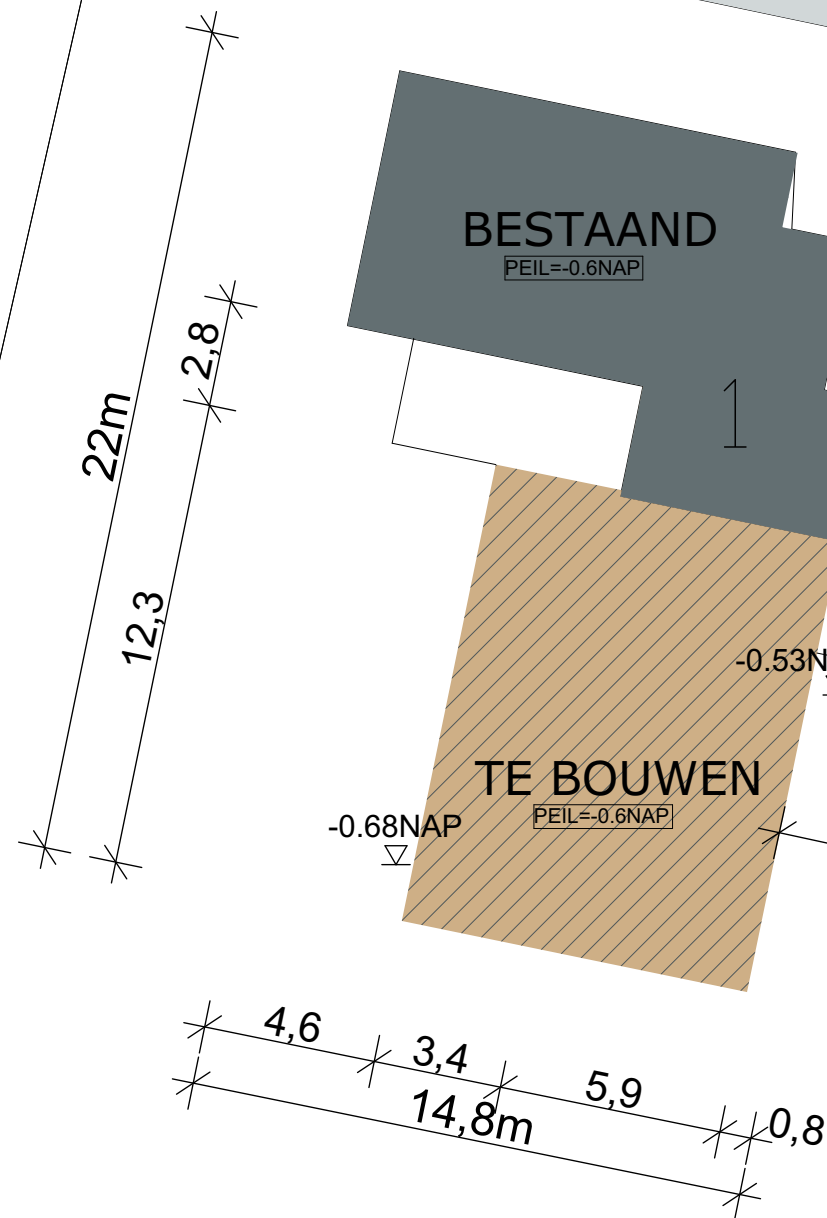 BESTAAND
PEIL=-0.6NAP
2,8
1
22m
12,3
-0.53N
TE BOUWEN
PEIL=-0.6NAP
-0.68NAP
4,6
3,4
5,9
0,8
14,8m